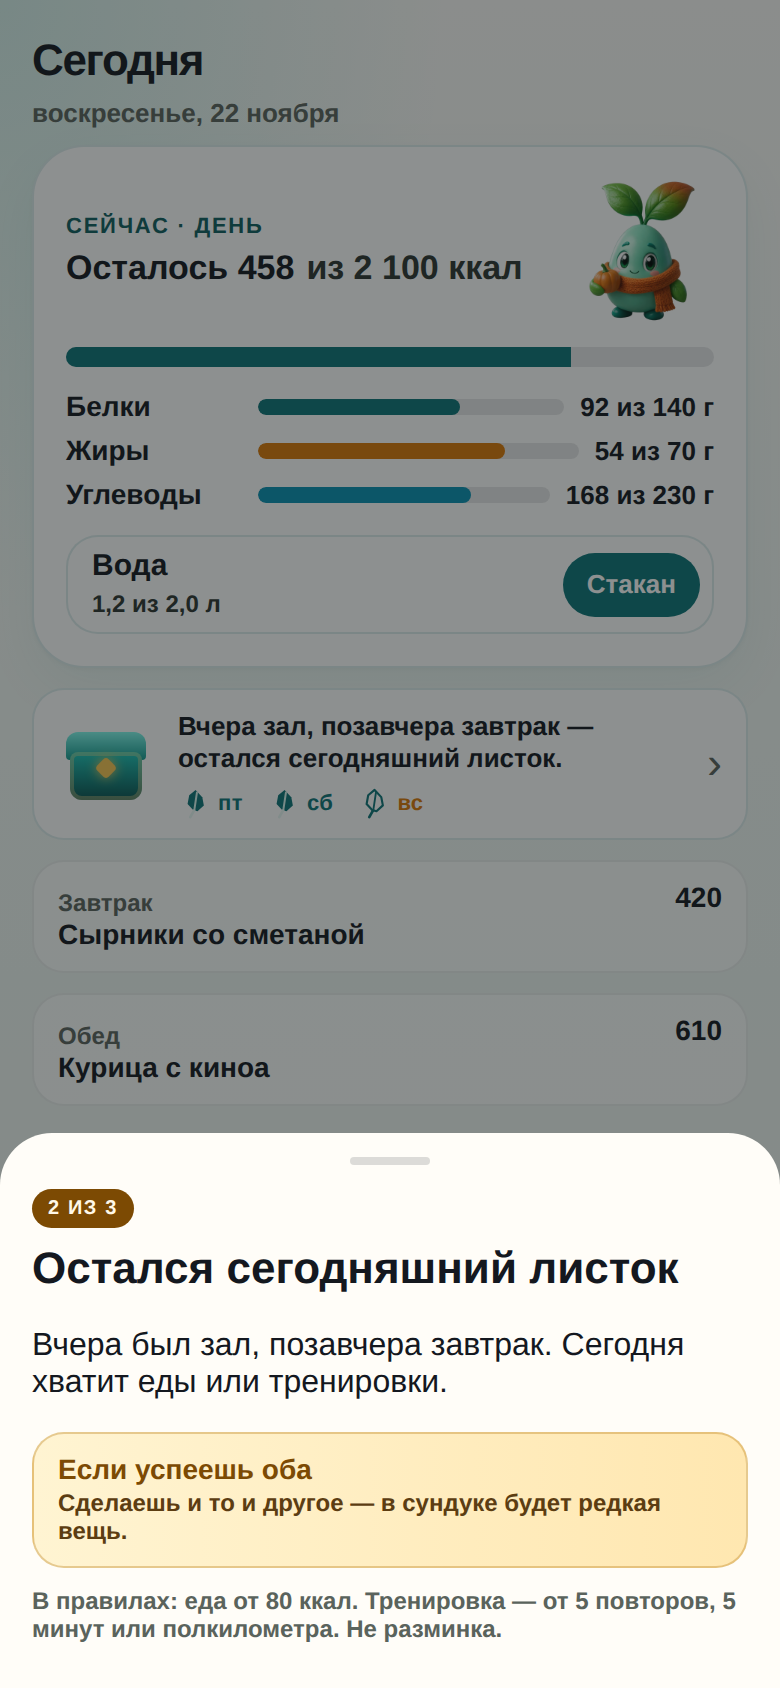 Сегодня
воскресенье, 22 ноября
СЕЙЧАС · ДЕНЬ
Осталось 458 из 2 100 ккал
Белки 92 из 140 г
Жиры 54 из 70 г
Углеводы 168 из 230 г
Вода
1,2 из 2,0 л
Стакан
Вчера зал, позавчера завтрак —
остался сегодняшний листок.
пт сб вс
Завтрак
420
Сырники со сметаной
Обед
610
Курица с киноа
2 ИЗ 3
Остался сегодняшний листок
Вчера был зал, позавчера завтрак. Сегодня
хватит еды или тренировки.
Если успеешь оба
Сделаешь и то и другое — в сундуке будет редкая
вещь.
В правилах: еда от 80 ккал. Тренировка — от 5 повторов, 5
минут или полкилометра. Не разминка.